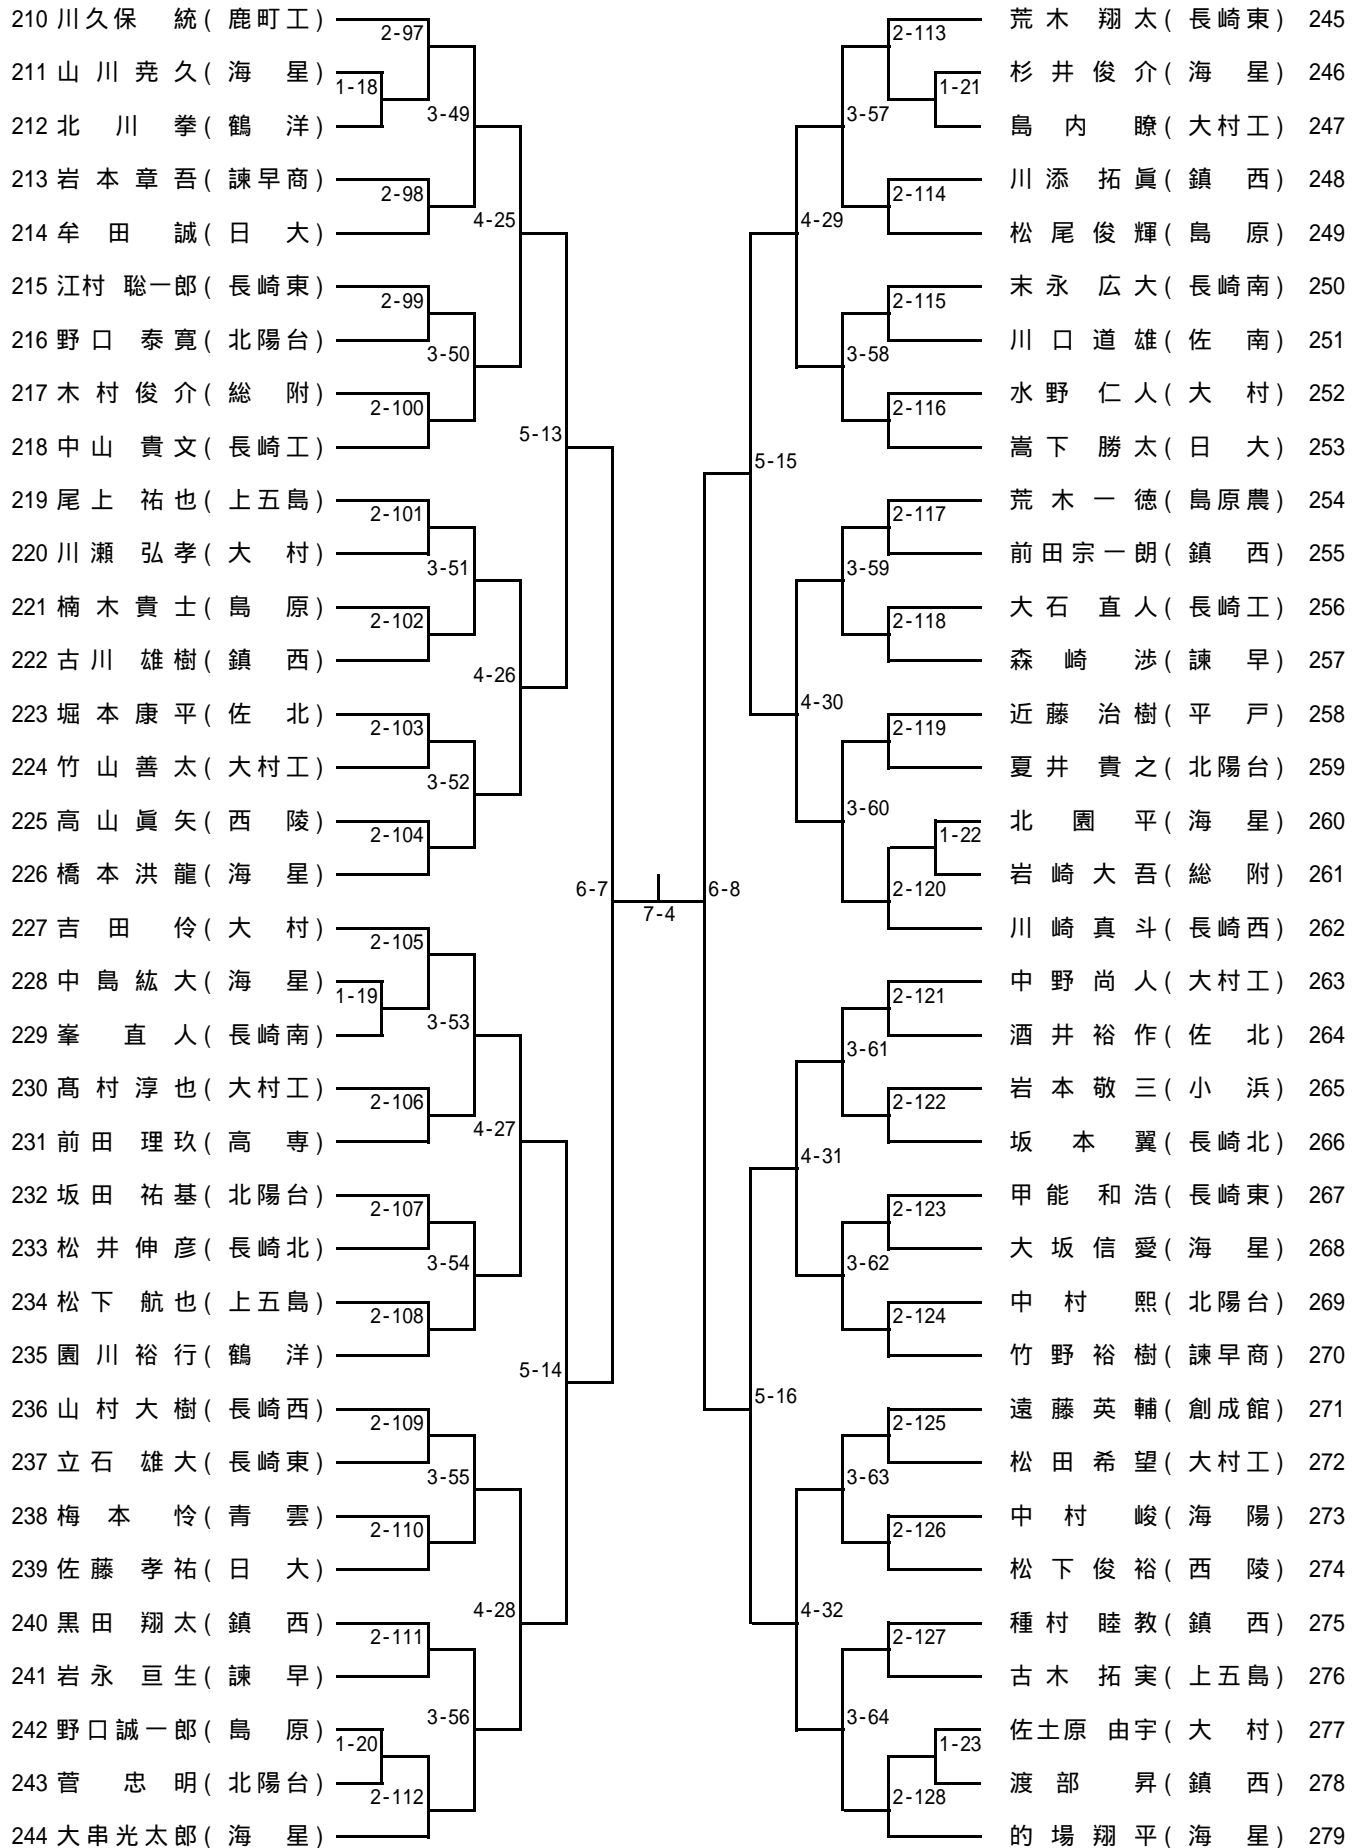 210 川久保 統 ( 鹿町工 )
211 山川尭久 ( 海 星 )
212 北川 拳 ( 鶴 洋 )
213 岩本章吾 ( 諫早商 )
214 牟田 誠 ( 日 大 )
215 江村 聡一郎 ( 長崎東 )
216 野口 泰寛 ( 北陽台 )
217 木村俊介 ( 総 附 )
218 中山 貴文 ( 長崎工 )
219 尾上 祐也 ( 上五島 )
220 川瀬 弘孝 ( 大 村 )
221 楠木貴士 ( 島 原 )
222 古川 雄樹 ( 鎮 西 )
223 堀本康平 ( 佐 北 )
224 竹山善太 ( 大村工 )
225 高山眞矢 ( 西 陵 )
226 橋本洪龍 ( 海 星 )
227 吉田 伶 ( 大 村 )
228 中島紘大 ( 海 星 )
229 峯 直人 ( 長崎南 )
230 髙村淳也 ( 大村工 )
231 前田 理玖 ( 高 専 )
232 坂田 祐基 ( 北陽台 )
233 松井伸彦 ( 長崎北 )
234 松下 航也 ( 上五島 )
235 園川裕行 ( 鶴 洋 )
236 山村大樹 ( 長崎西 )
237 立石 雄大 ( 長崎東 )
238 梅本 怜 ( 青 雲 )
239 佐藤 孝祐 ( 日 大 )
240 黒田 翔太 ( 鎮 西 )
241 岩永 亘生 ( 諫 早 )
242 野口誠一郎 ( 島 原 )
243 菅 忠明 ( 北陽台 )
244 大串光太郎 ( 海 星 )
1-18
1-19
1-20
2-97
2-98
2-99
2-100
2-101
2-102
2-103
2-104
2-105
2-106
2-107
2-108
2-109
2-110
2-111
2-112
3-49
3-50
3-51
3-52
3-53
3-54
3-55
3-56
4-25
4-26
4-27
4-28
5-13
5-14
6-7
7-4
6-8
5-15
5-16
4-29
4-30
4-31
4-32
3-57
3-58
3-59
3-60
3-61
3-62
3-63
3-64
2-113
2-114
2-115
2-116
2-117
2-118
2-119
2-120
2-121
2-122
2-123
2-124
2-125
2-126
2-127
2-128
1-21
1-22
1-23
荒木 翔太 ( 長崎東 ) 245
杉井俊介 ( 海 星 ) 246
島内 瞭 ( 大村工 ) 247
川添拓眞 ( 鎮 西 ) 248
松尾俊輝 ( 島 原 ) 249
末永 広大 ( 長崎南 ) 250
川口道雄 ( 佐 南 ) 251
水野 仁人 ( 大 村 ) 252
嵩下 勝太 ( 日 大 ) 253
荒木一徳 ( 島原農 ) 254
前田宗一朗 ( 鎮 西 ) 255
大石 直人 ( 長崎工 ) 256
森崎 渉 ( 諫 早 ) 257
近藤 治樹 ( 平 戸 ) 258
夏井 貴之 ( 北陽台 ) 259
北園 平 ( 海 星 ) 260
岩崎大吾 ( 総 附 ) 261
川崎真斗 ( 長崎西 ) 262
中野尚人 ( 大村工 ) 263
酒井裕作 ( 佐 北 ) 264
岩本敬三 ( 小 浜 ) 265
坂本 翼 ( 長崎北 ) 266
甲能 和浩 ( 長崎東 ) 267
大坂信愛 ( 海 星 ) 268
中村 熙 ( 北陽台 ) 269
竹野裕樹 ( 諫早商 ) 270
遠藤英輔 ( 創成館 ) 271
松田希望 ( 大村工 ) 272
中村 峻 ( 海 陽 ) 273
松下俊裕 ( 西 陵 ) 274
種村 睦教 ( 鎮 西 ) 275
古木 拓実 ( 上五島 ) 276
佐土原 由宇 ( 大 村 ) 277
渡部 昇 ( 鎮 西 ) 278
的場翔平 ( 海 星 ) 279